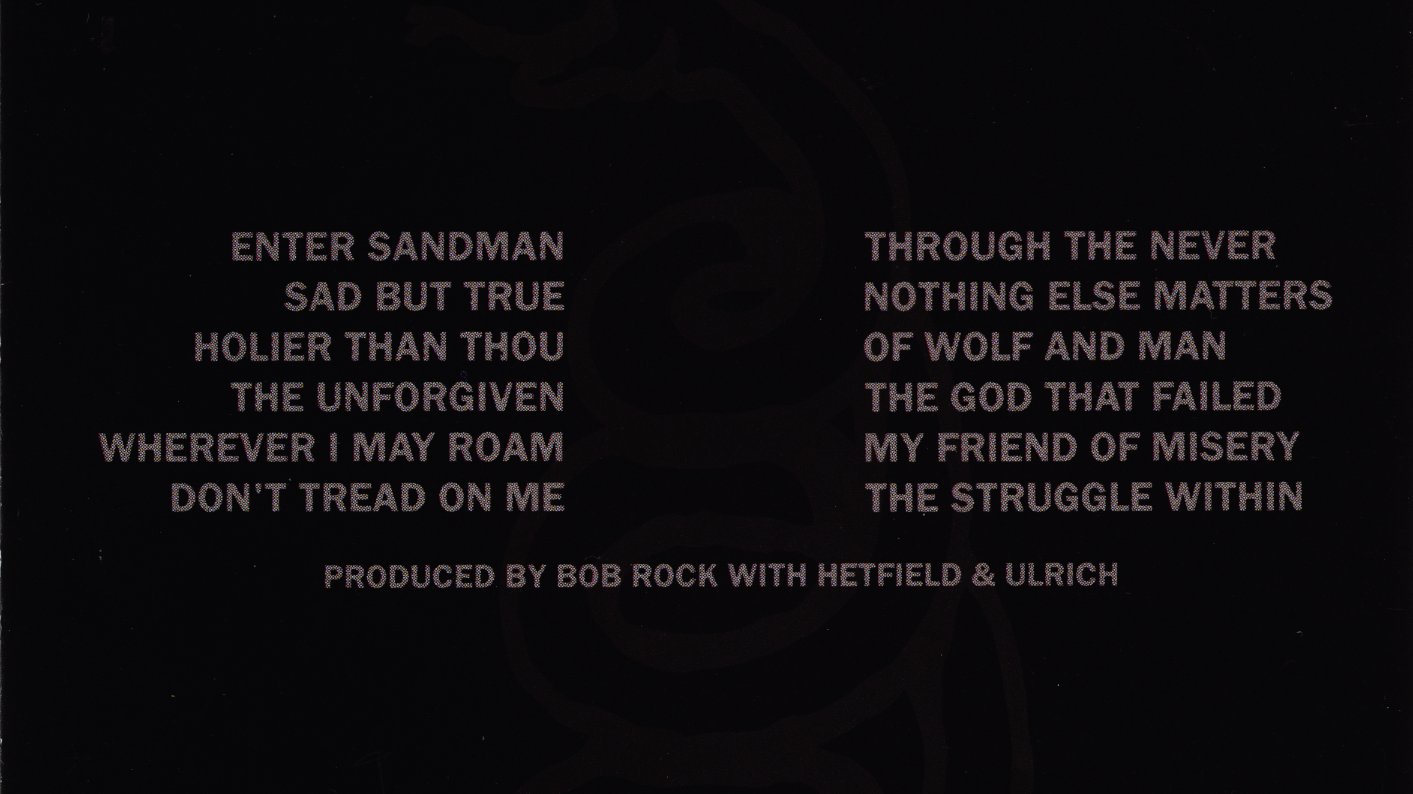 ENTER SANDMAN
SAD BUT TRUE
HOLIER THAN THOU
THE UNFORGIVEN
WHEREVER I MAY ROAM
DON'T TREAD ON ME
THROUGH THE NEVER
NOTHING ELSE MATTERS
OF WOLF AND MAN
THE GOD THAT FAILED
MY FRIEND OF MISERY
THE STRUGGLE WITHIN
PRODUCED BY BOB ROCK WITH HETFIELD & ULRICH